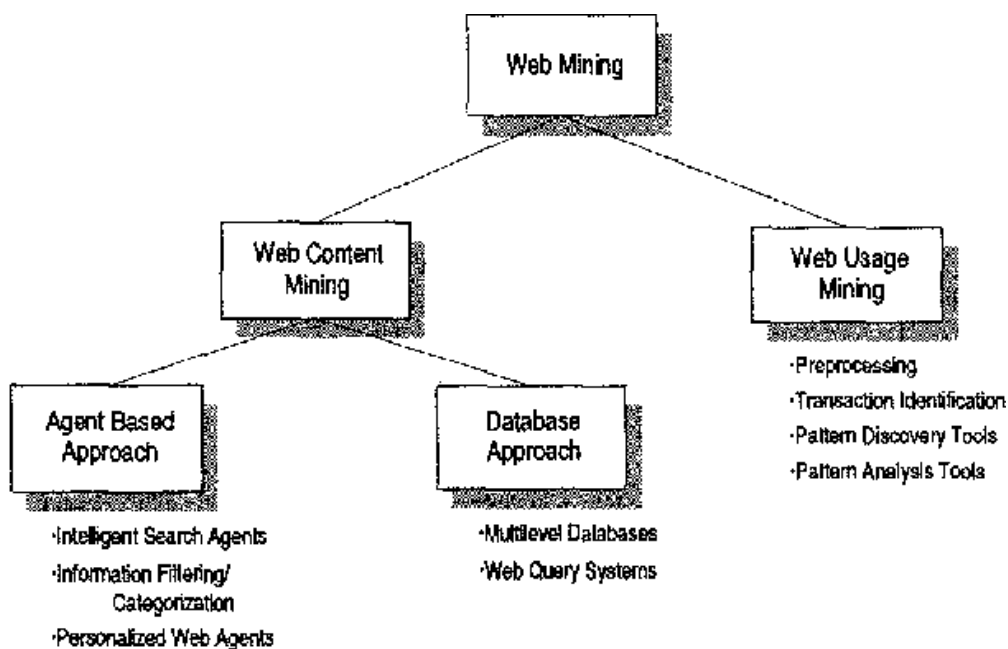 Web Mining
Web Content
Mining
Web Usage
Mining
·Preprocessing
·Transaction Identification
·Pattern Discovery Tools
·Pattern Analysis Tools
Agent Based
Approach
·Intelligent Search Agents
·Information Filtering/
Categorization
·Personalized Web Agents
Database
Approach
·Multilevel Databases
·Web Query Systems